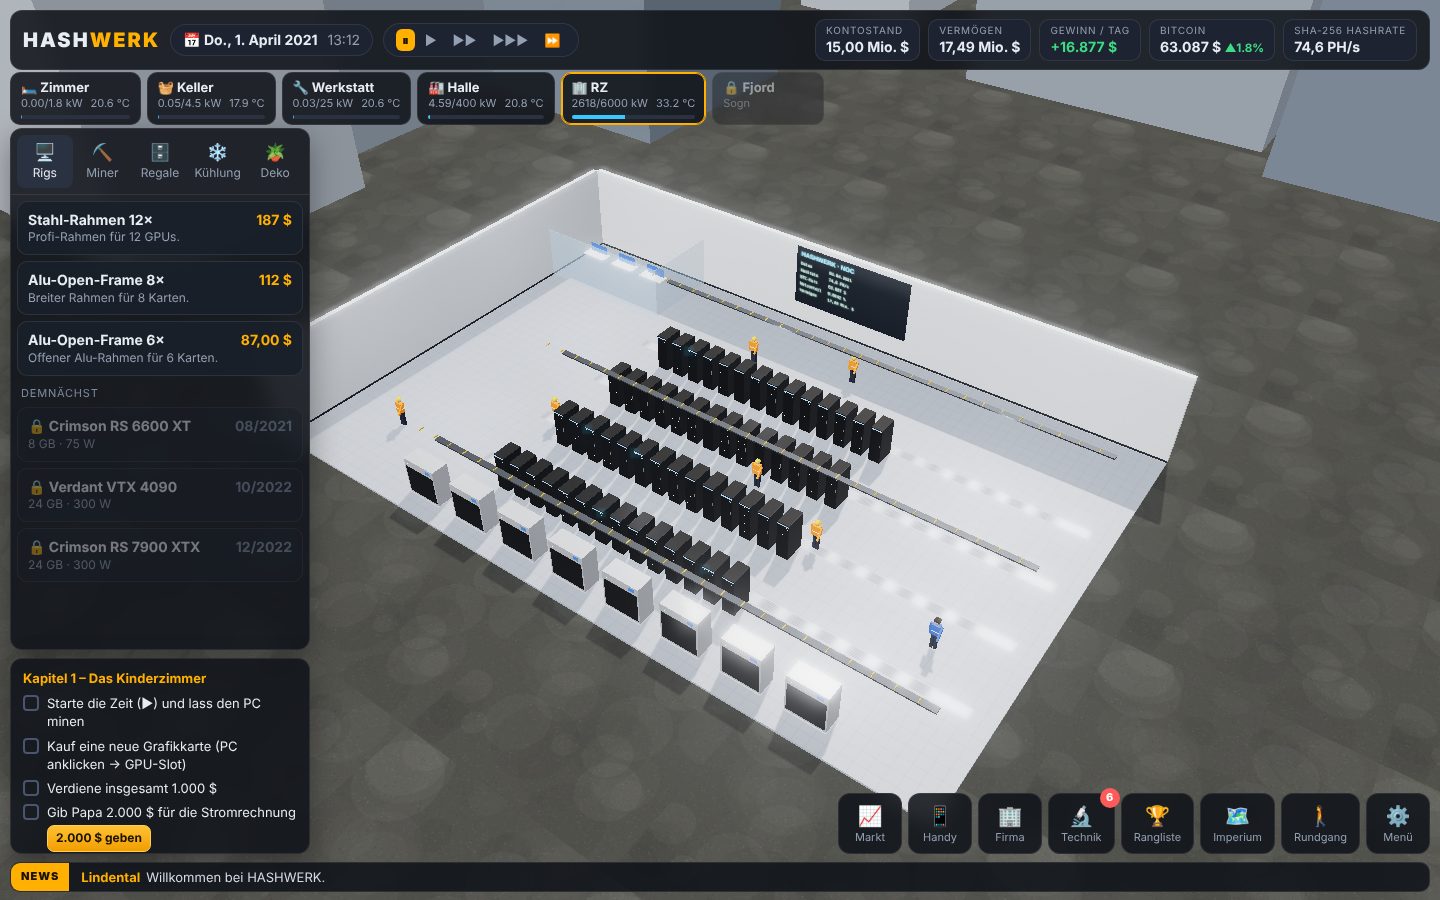 HASHWERK
Do., 1. April 2021 13:12
KONTOSTAND
15,00 Mio. $
VERMÖGEN
17,49 Mio. $
GEWINN / TAG
+16.877 $
BITCOIN
63.087 $ ▲1.8%
SHA-256 HASHRATE
74,6 PH/s
Zimmer
0.00/1.8 kW 20.6 °C
Keller
0.05/4.5 kW 17.9 °C
Werkstatt
0.03/25 kW 20.6 °C
Halle
4.59/400 kW 20.8 °C
RZ
2618/6000 kW 33.2 °C
Fjord
Sogn
Rigs
Miner
Regale
Kühlung
Deko
Stahl-Rahmen 12× 187 $
Profi-Rahmen für 12 GPUs.
Alu-Open-Frame 8× 112 $
Breiter Rahmen für 8 Karten.
Alu-Open-Frame 6× 87,00 $
Offener Alu-Rahmen für 6 Karten.
DEMNÄCHST
Crimson RS 6600 XT 08/2021
8 GB · 75 W
Verdant VTX 4090 10/2022
24 GB · 300 W
Crimson RS 7900 XTX 12/2022
24 GB · 300 W
HASHWERK · NOC
Kapitel 1 – Das Kinderzimmer
Starte die Zeit (▶) und lass den PC
minen
Kauf eine neue Grafikkarte (PC
anklicken → GPU-Slot)
Verdiene insgesamt 1.000 $
Gib Papa 2.000 $ für die Stromrechnung
2.000 $ geben
Markt
Handy
Firma
6
Technik
Rangliste
Imperium
Rundgang
Menü
NEWS Lindental Willkommen bei HASHWERK.